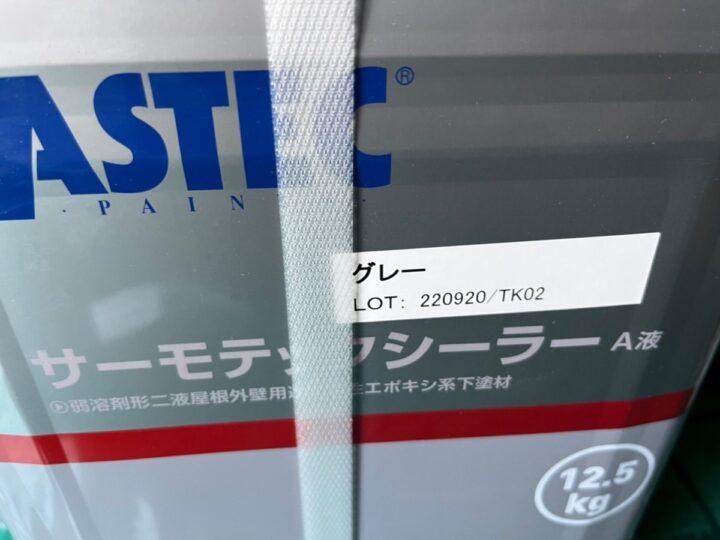 ASTEC®
· PAIN
グレー
LOT: 220920/TK02
サーモテックシーラー A液
弱溶剤形二液屋根外壁用 エポキシ系下塗材
12.5
kg